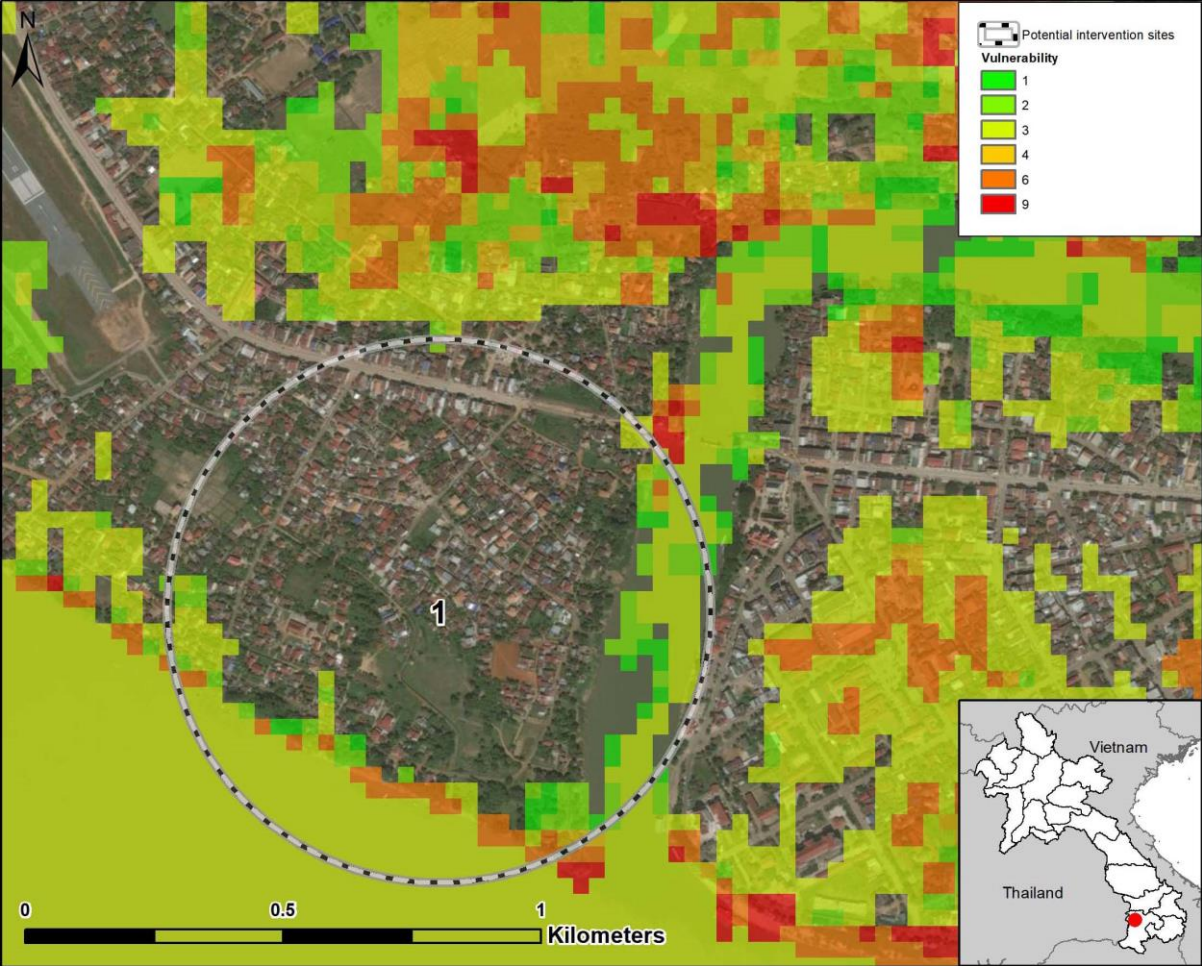 N
Potential intervention sites
Vulnerability
1
2
3
4
6
9
1
Vietnam
Thailand
0
0.5
1
Kilometers